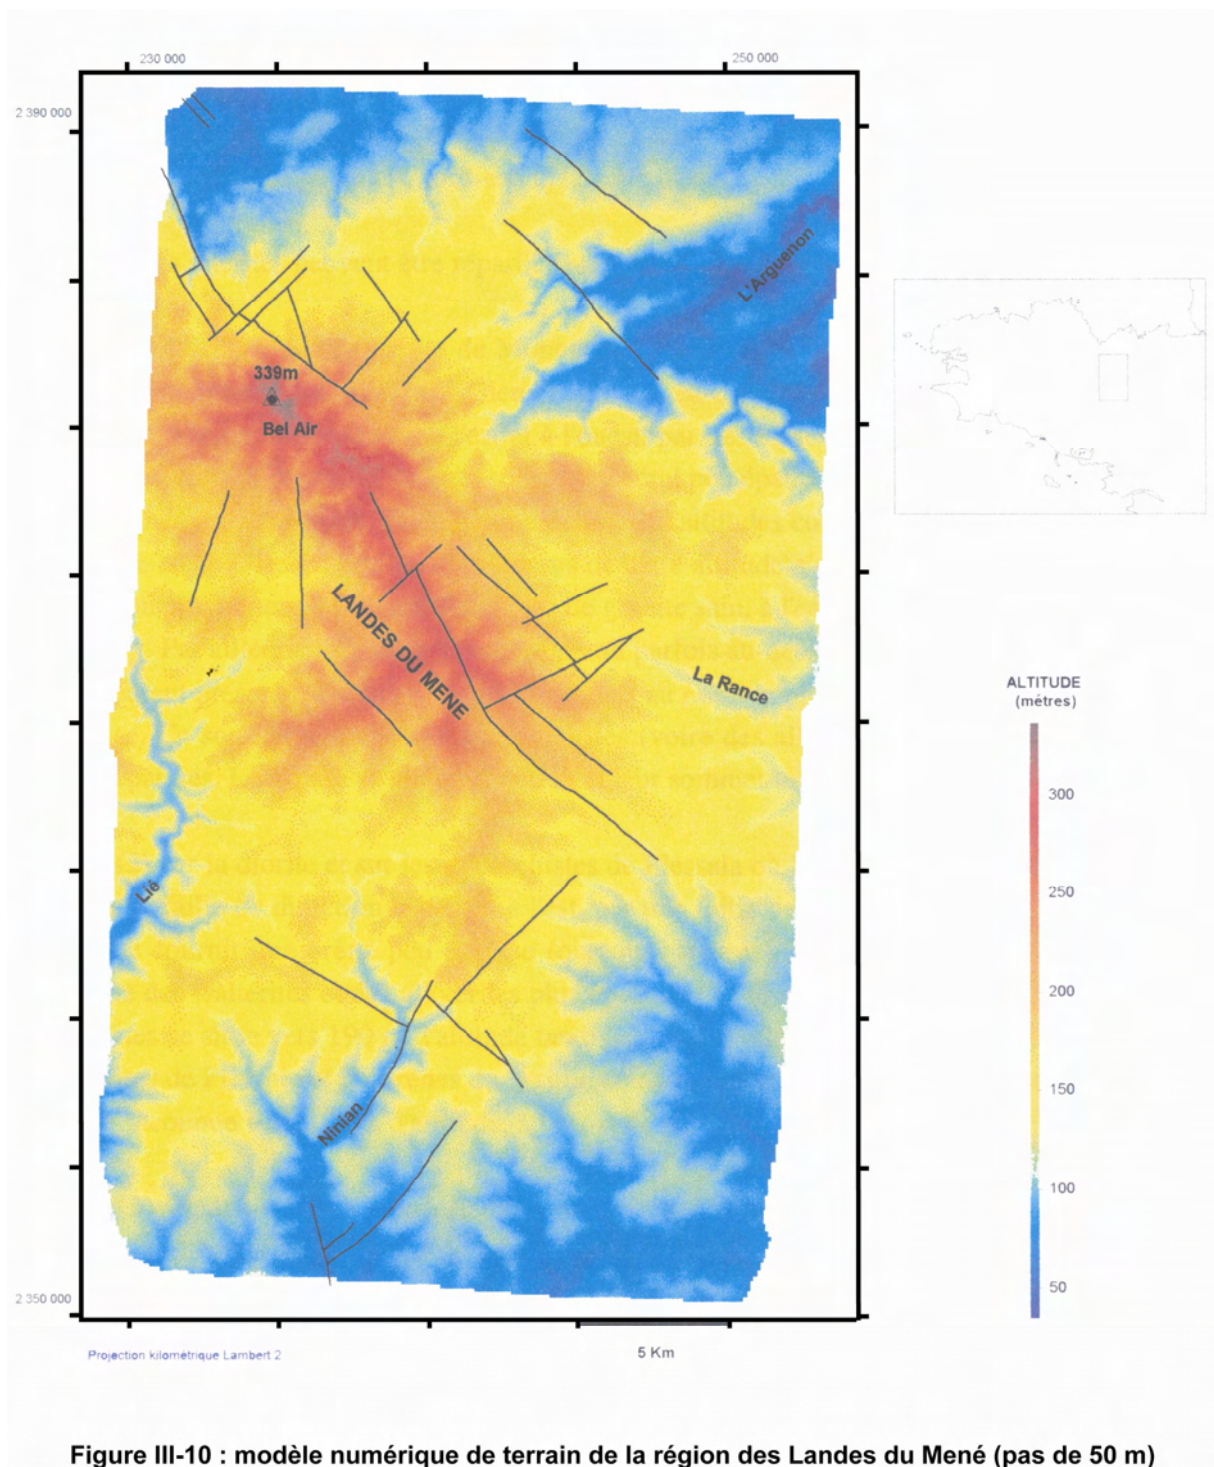 230 000
250 000
2 390 000
L'Arguenon
339m
Bel Air
LANDES DU MENE
La Rance
ALTITUDE
(mètres)
300
250
200
150
100
50
Lié
Ninian
2 350 000
Projection kilométrique Lambert 2
5 Km
Figure III-10 : modèle numérique de terrain de la région des Landes du Mené (pas de 50 m)